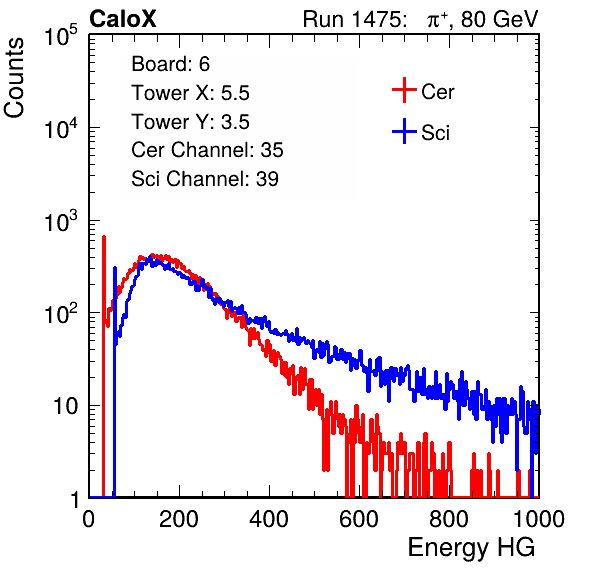 CaloX Run 1475: π⁺, 80 GeV
Counts
10⁵
10⁴
10³
10²
10
1
Board: 6
Tower X: 5.5
Tower Y: 3.5
Cer Channel: 35
Sci Channel: 39
Cer
Sci
0 200 400 600 800 1000
Energy HG